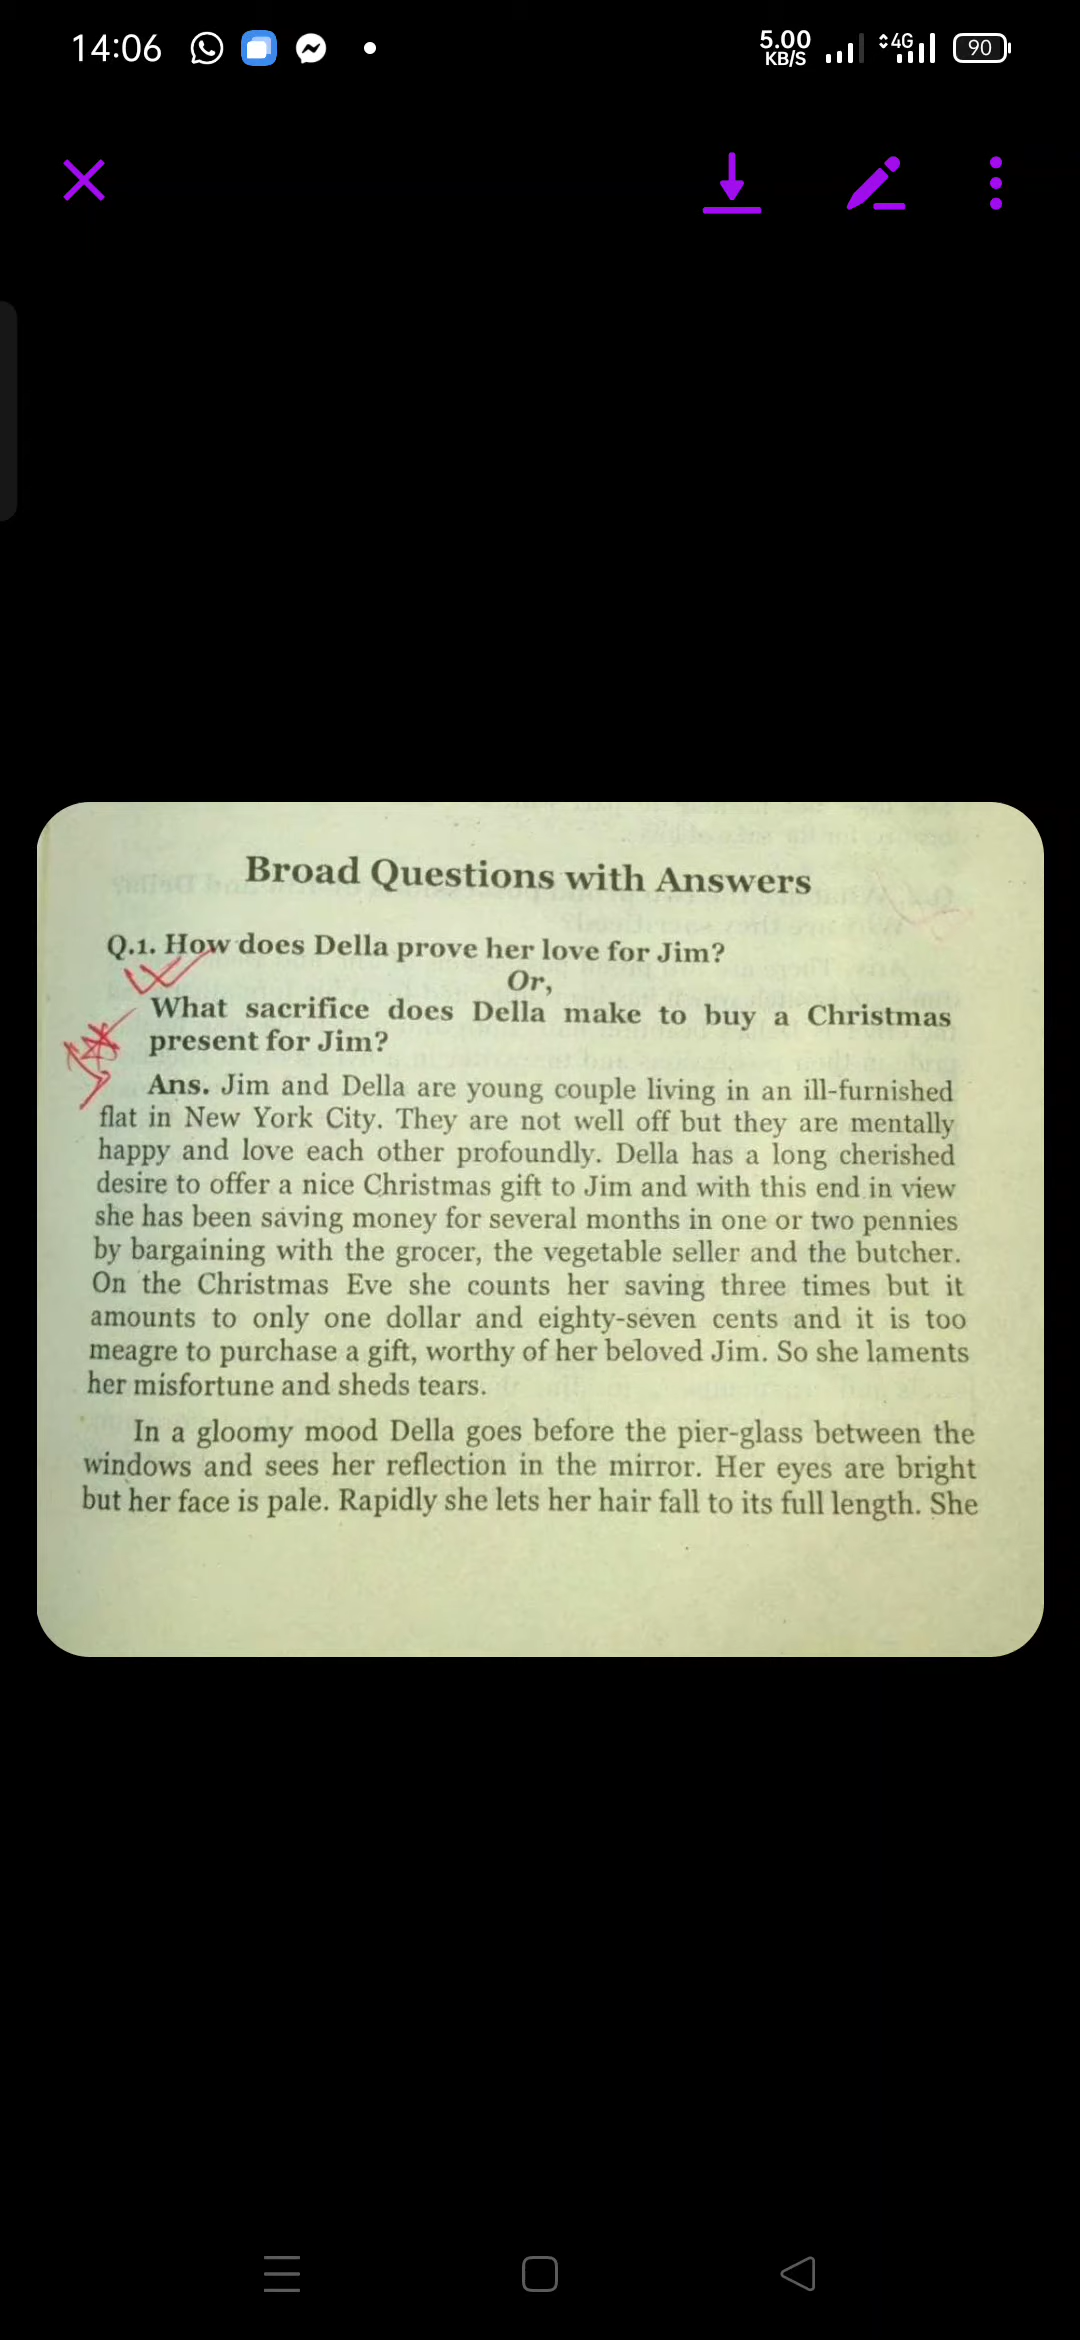 14:06
5.00
KB/S
4G
90
Broad Questions with Answers
Q.1. How does Della prove her love for Jim?
Or,
What sacrifice does Della make to buy a Christmas
present for Jim?
Ans. Jim and Della are young couple living in an ill-furnished
flat in New York City. They are not well off but they are mentally
happy and love each other profoundly. Della has a long cherished
desire to offer a nice Christmas gift to Jim and with this end in view
she has been saving money for several months in one or two pennies
by bargaining with the grocer, the vegetable seller and the butcher.
On the Christmas Eve she counts her saving three times but it
amounts to only one dollar and eighty-seven cents and it is too
meagre to purchase a gift, worthy of her beloved Jim. So she laments
her misfortune and sheds tears.
In a gloomy mood Della goes before the pier-glass between the
windows and sees her reflection in the mirror. Her eyes are bright
but her face is pale. Rapidly she lets her hair fall to its full length. She